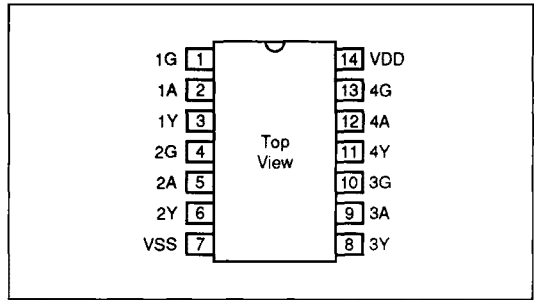 1G 1 14 VDD
1A 2 13 4G
1Y 3 12 4A
2G 4 Top View 11 4Y
2A 5 10 3G
2Y 6 9 3A
VSS 7 8 3Y